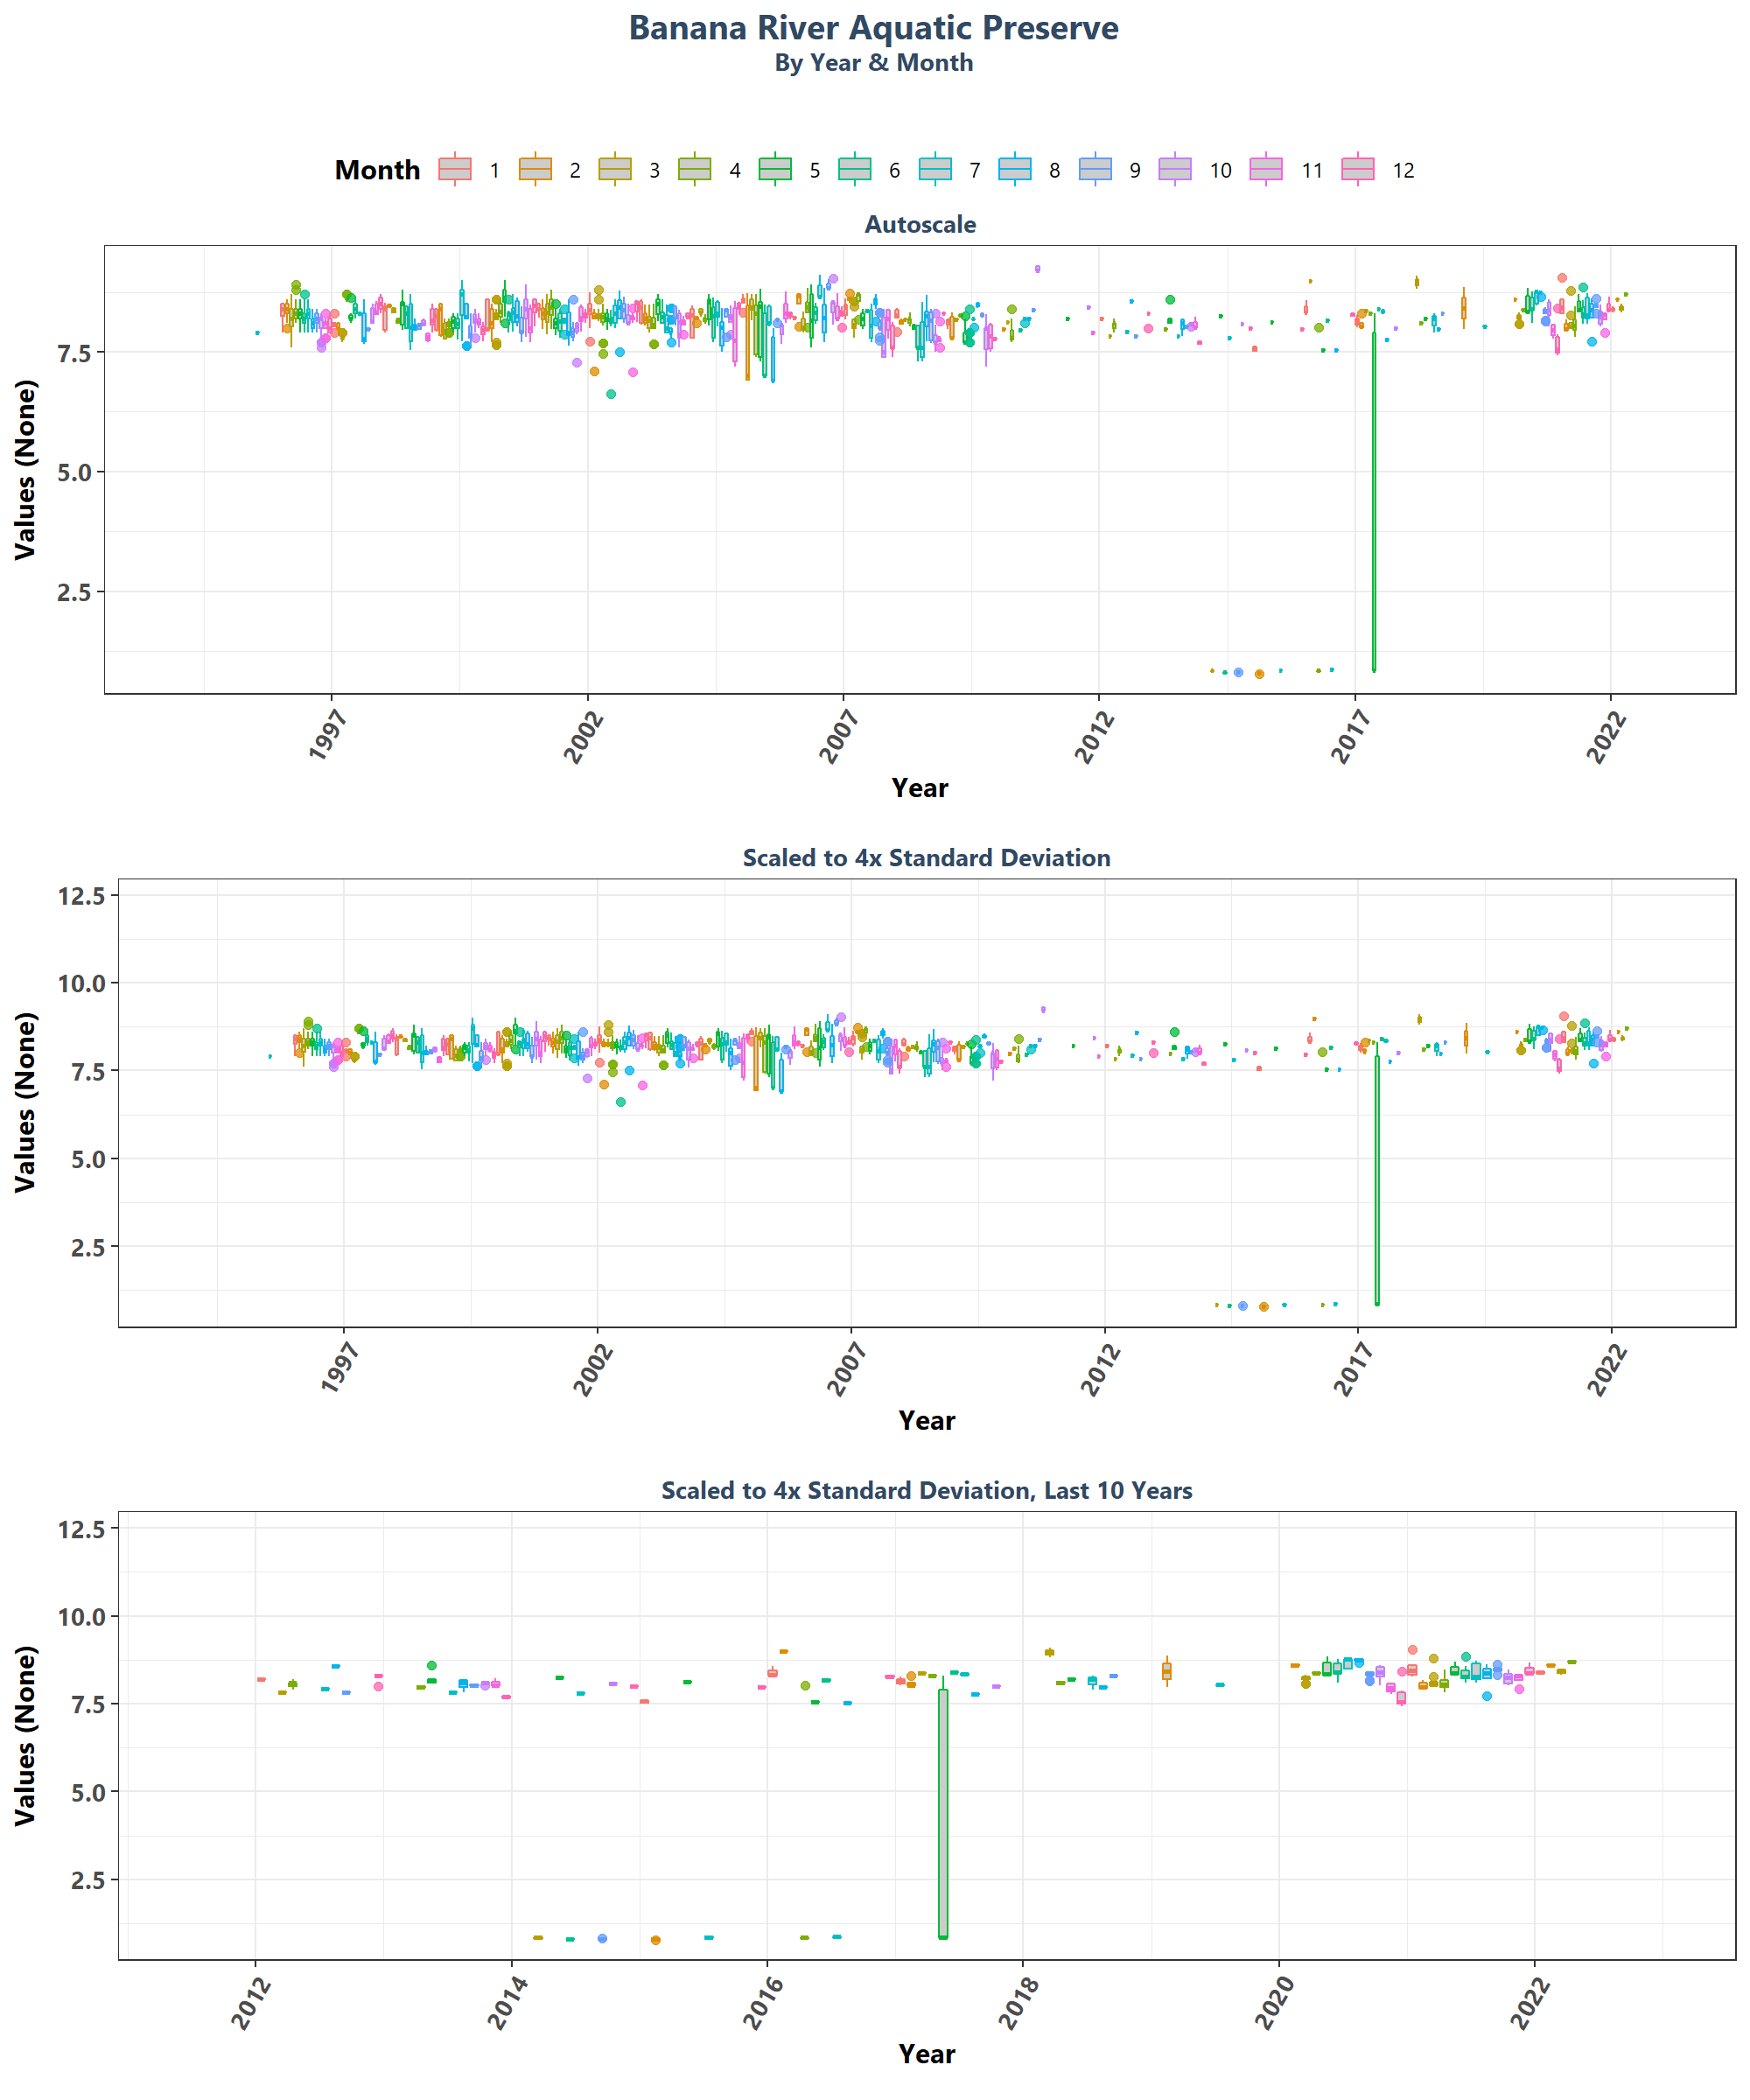 Banana River Aquatic Preserve
By Year & Month
Month 1 2 3 4 5 6 7 8 9 10 11 12
Autoscale
Values (None)
7.5
5.0
2.5
1997 2002 2007 2012 2017 2022
Year
Scaled to 4x Standard Deviation
Values (None)
12.5
10.0
7.5
5.0
2.5
1997 2002 2007 2012 2017 2022
Year
Scaled to 4x Standard Deviation, Last 10 Years
Values (None)
12.5
10.0
7.5
5.0
2.5
2012 2014 2016 2018 2020 2022
Year